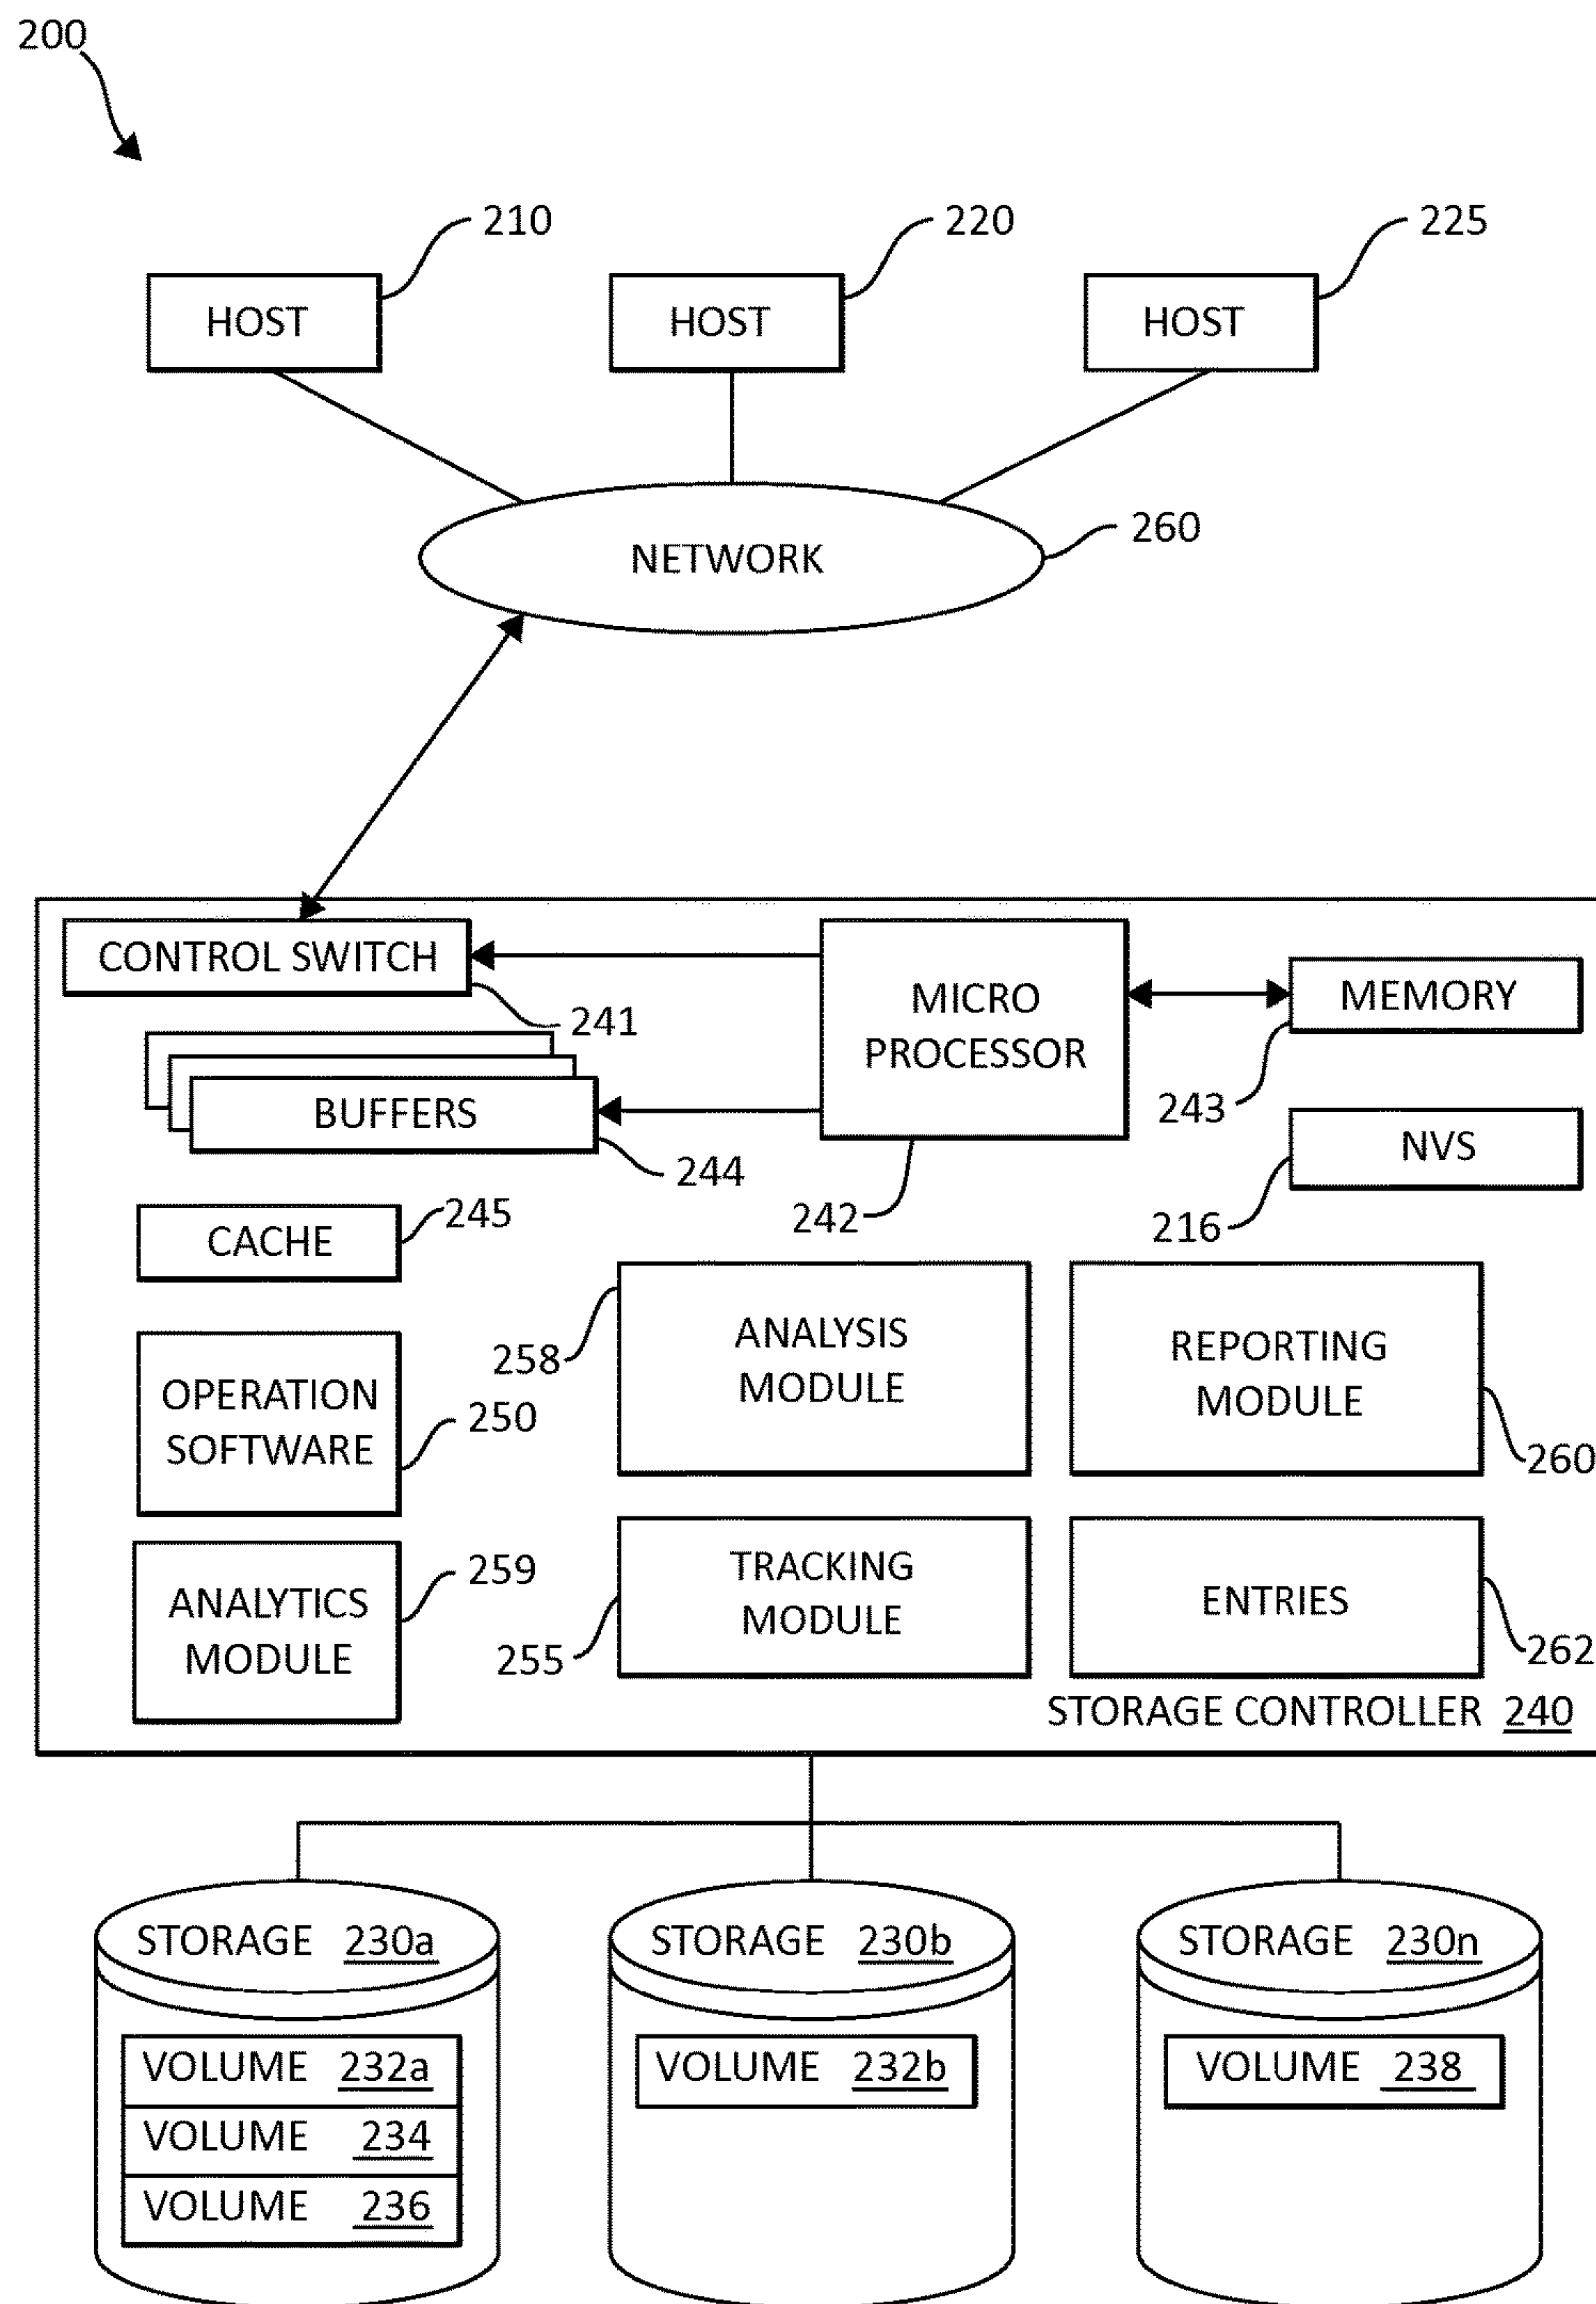 200
210
220
225
HOST
HOST
HOST
260
NETWORK
CONTROL SWITCH
241
MICRO
PROCESSOR
242
MEMORY
243
BUFFERS
244
NVS
216
CACHE
245
258
ANALYSIS
MODULE
REPORTING
MODULE
260
OPERATION
SOFTWARE
250
ANALYTICS
MODULE
259
TRACKING
MODULE
255
ENTRIES
262
STORAGE CONTROLLER 240
STORAGE 230a
STORAGE 230b
STORAGE 230n
VOLUME 232a
VOLUME 234
VOLUME 236
VOLUME 232b
VOLUME 238